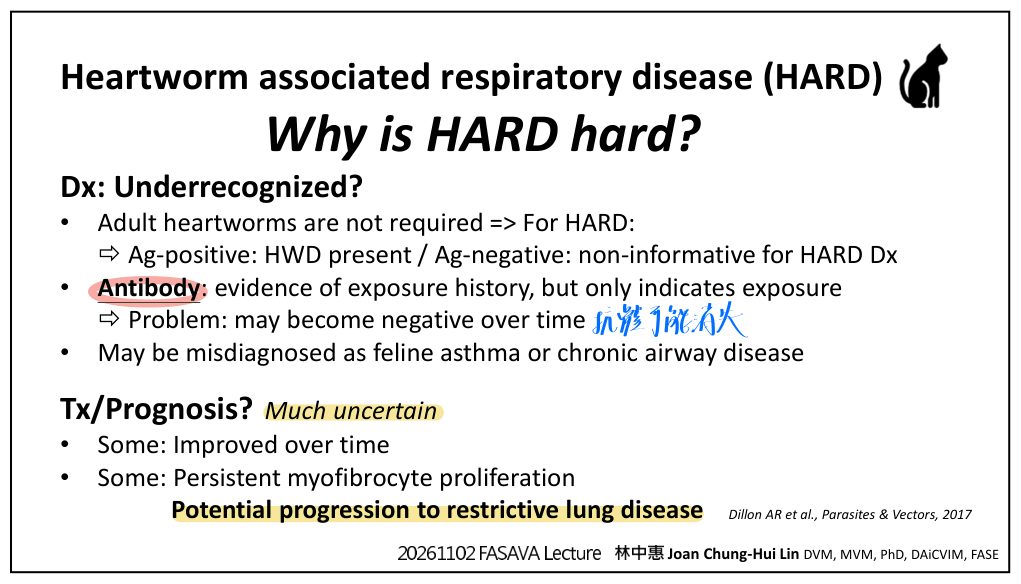 Heartworm associated respiratory disease (HARD)
Why is HARD hard?
Dx: Underrecognized?
• Adult heartworms are not required => For HARD:
⇨ Ag-positive: HWD present / Ag-negative: non-informative for HARD Dx
• Antibody: evidence of exposure history, but only indicates exposure
⇨ Problem: may become negative over time 抗體可能消失
• May be misdiagnosed as feline asthma or chronic airway disease
Tx/Prognosis? Much uncertain
• Some: Improved over time
• Some: Persistent myofibrocyte proliferation
Potential progression to restrictive lung disease
Dillon AR et al., Parasites & Vectors, 2017
20261102 FASAVA Lecture 林中惠 Joan Chung-Hui Lin DVM, MVM, PhD, DAiCVIM, FASE